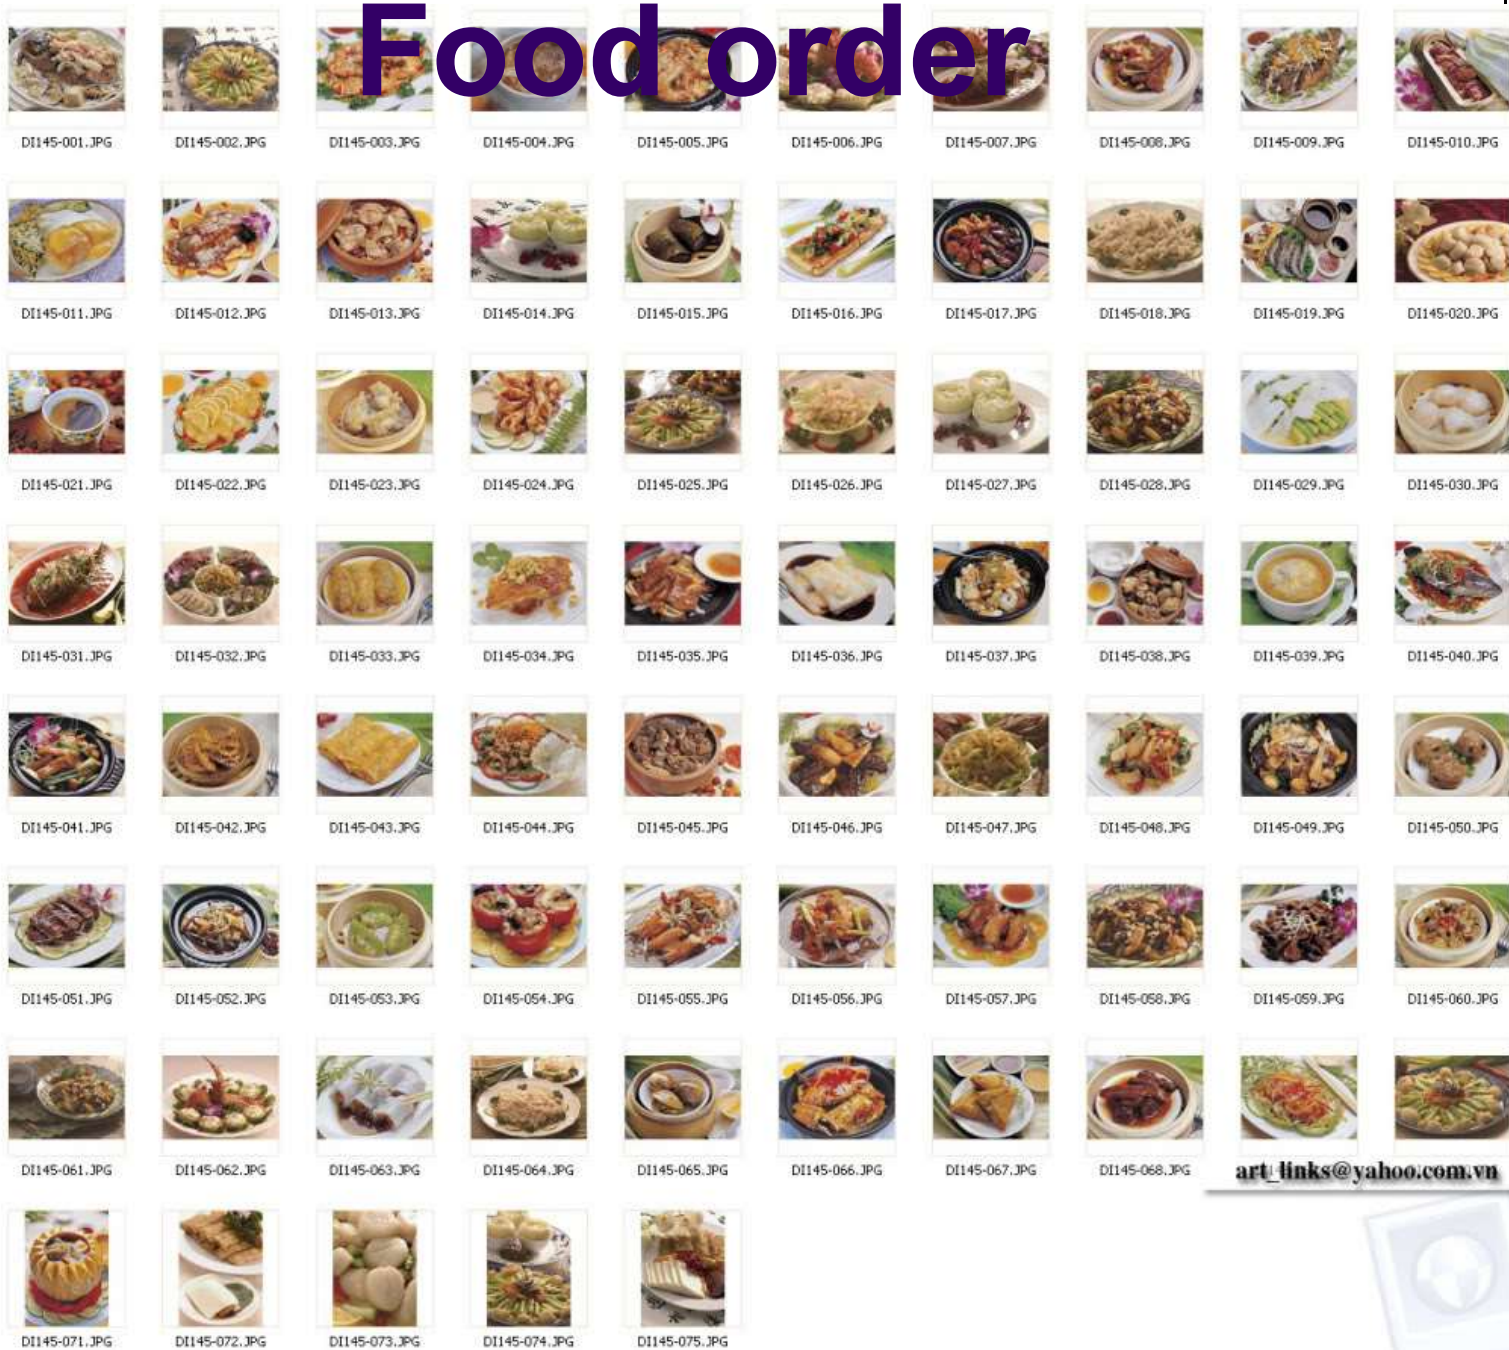 Food order
DI145-001.JPG DI145-002.JPG DI145-003.JPG DI145-004.JPG DI145-005.JPG DI145-006.JPG DI145-007.JPG DI145-008.JPG DI145-009.JPG DI145-010.JPG
DI145-011.JPG DI145-012.JPG DI145-013.JPG DI145-014.JPG DI145-015.JPG DI145-016.JPG DI145-017.JPG DI145-018.JPG DI145-019.JPG DI145-020.JPG
DI145-021.JPG DI145-022.JPG DI145-023.JPG DI145-024.JPG DI145-025.JPG DI145-026.JPG DI145-027.JPG DI145-028.JPG DI145-029.JPG DI145-030.JPG
DI145-031.JPG DI145-032.JPG DI145-033.JPG DI145-034.JPG DI145-035.JPG DI145-036.JPG DI145-037.JPG DI145-038.JPG DI145-039.JPG DI145-040.JPG
DI145-041.JPG DI145-042.JPG DI145-043.JPG DI145-044.JPG DI145-045.JPG DI145-046.JPG DI145-047.JPG DI145-048.JPG DI145-049.JPG DI145-050.JPG
DI145-051.JPG DI145-052.JPG DI145-053.JPG DI145-054.JPG DI145-055.JPG DI145-056.JPG DI145-057.JPG DI145-058.JPG DI145-059.JPG DI145-060.JPG
DI145-061.JPG DI145-062.JPG DI145-063.JPG DI145-064.JPG DI145-065.JPG DI145-066.JPG DI145-067.JPG DI145-068.JPG art_links@yahoo.com.vn
DI145-071.JPG DI145-072.JPG DI145-073.JPG DI145-074.JPG DI145-075.JPG